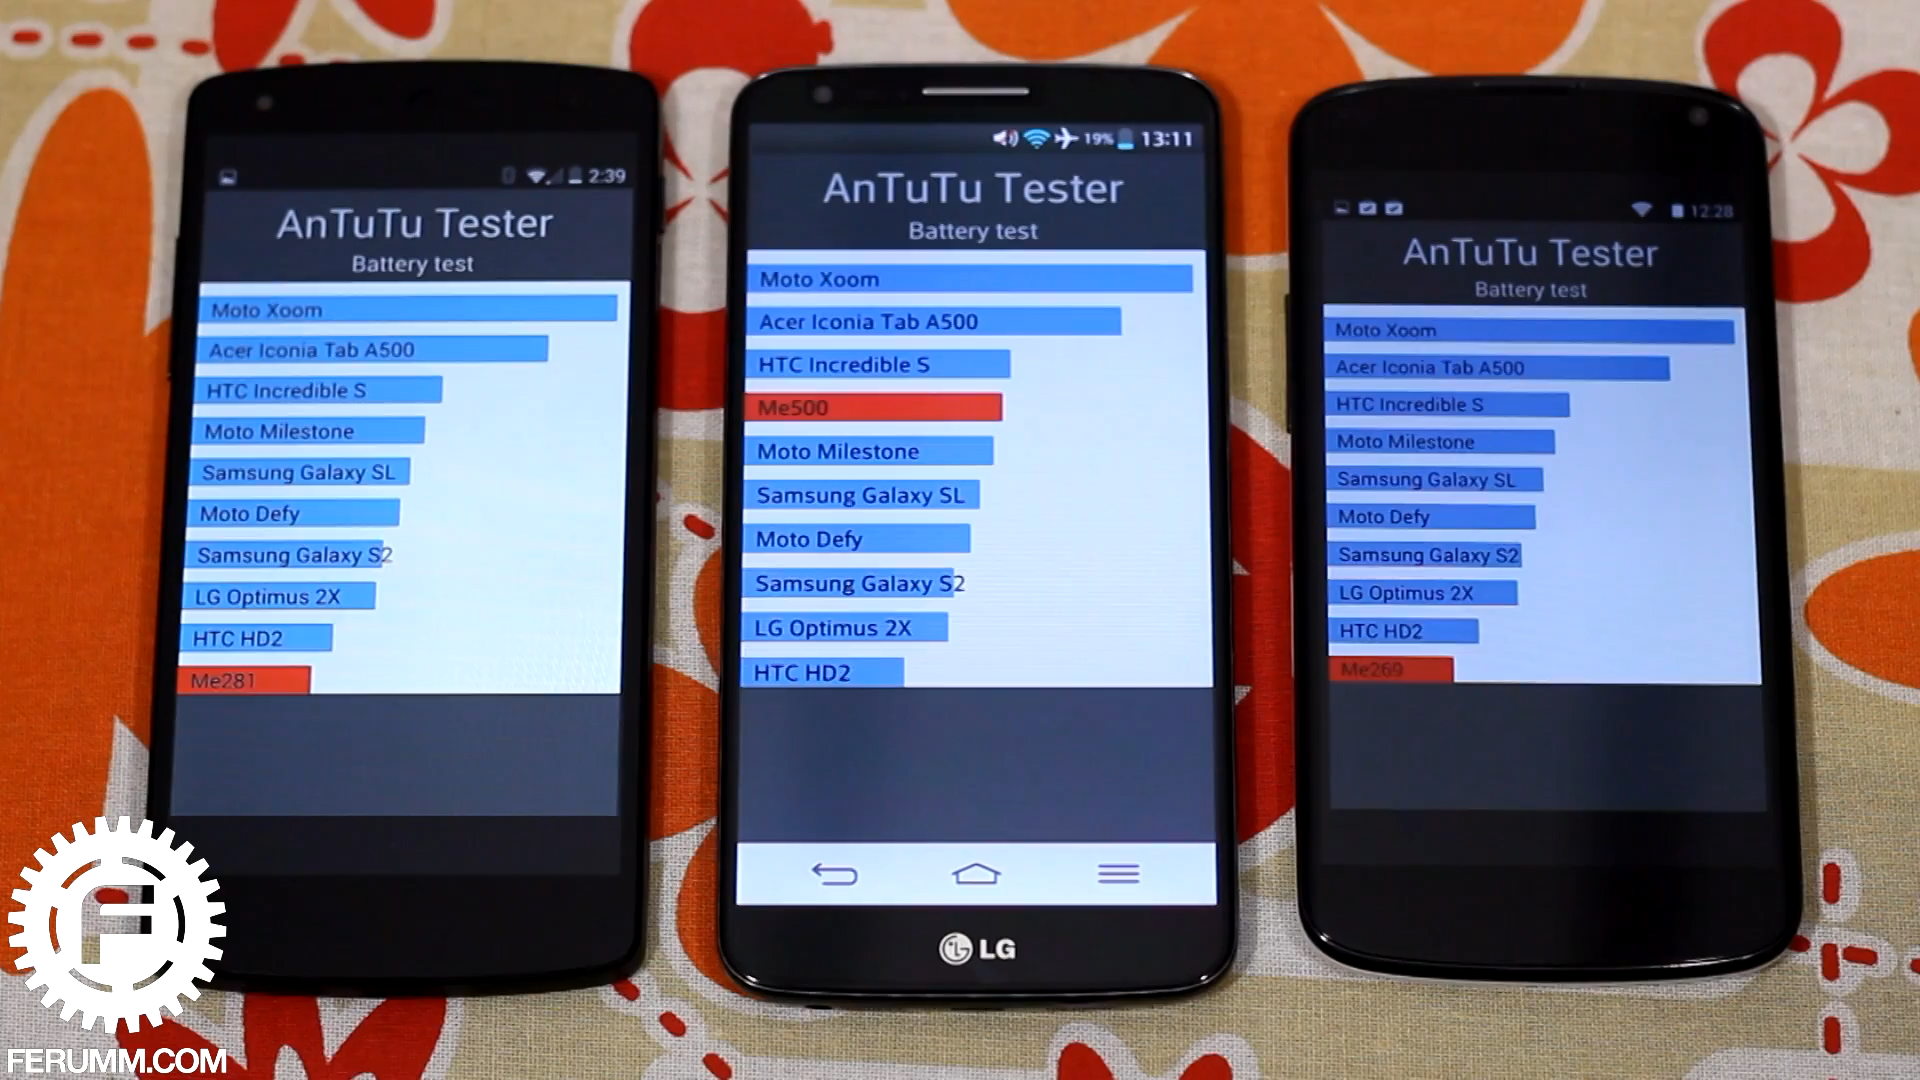 2:39
AnTuTu Tester
Battery test
Moto Xoom
Acer Iconia Tab A500
HTC Incredible S
Moto Milestone
Samsung Galaxy SL
Moto Defy
Samsung Galaxy S2
LG Optimus 2X
HTC HD2
Me281
19% 13:11
AnTuTu Tester
Battery test
Moto Xoom
Acer Iconia Tab A500
HTC Incredible S
Me500
Moto Milestone
Samsung Galaxy SL
Moto Defy
Samsung Galaxy S2
LG Optimus 2X
HTC HD2
LG
12:28
AnTuTu Tester
Battery test
Moto Xoom
Acer Iconia Tab A500
HTC Incredible S
Moto Milestone
Samsung Galaxy SL
Moto Defy
Samsung Galaxy S2
LG Optimus 2X
HTC HD2
Me269
FERUMM.COM